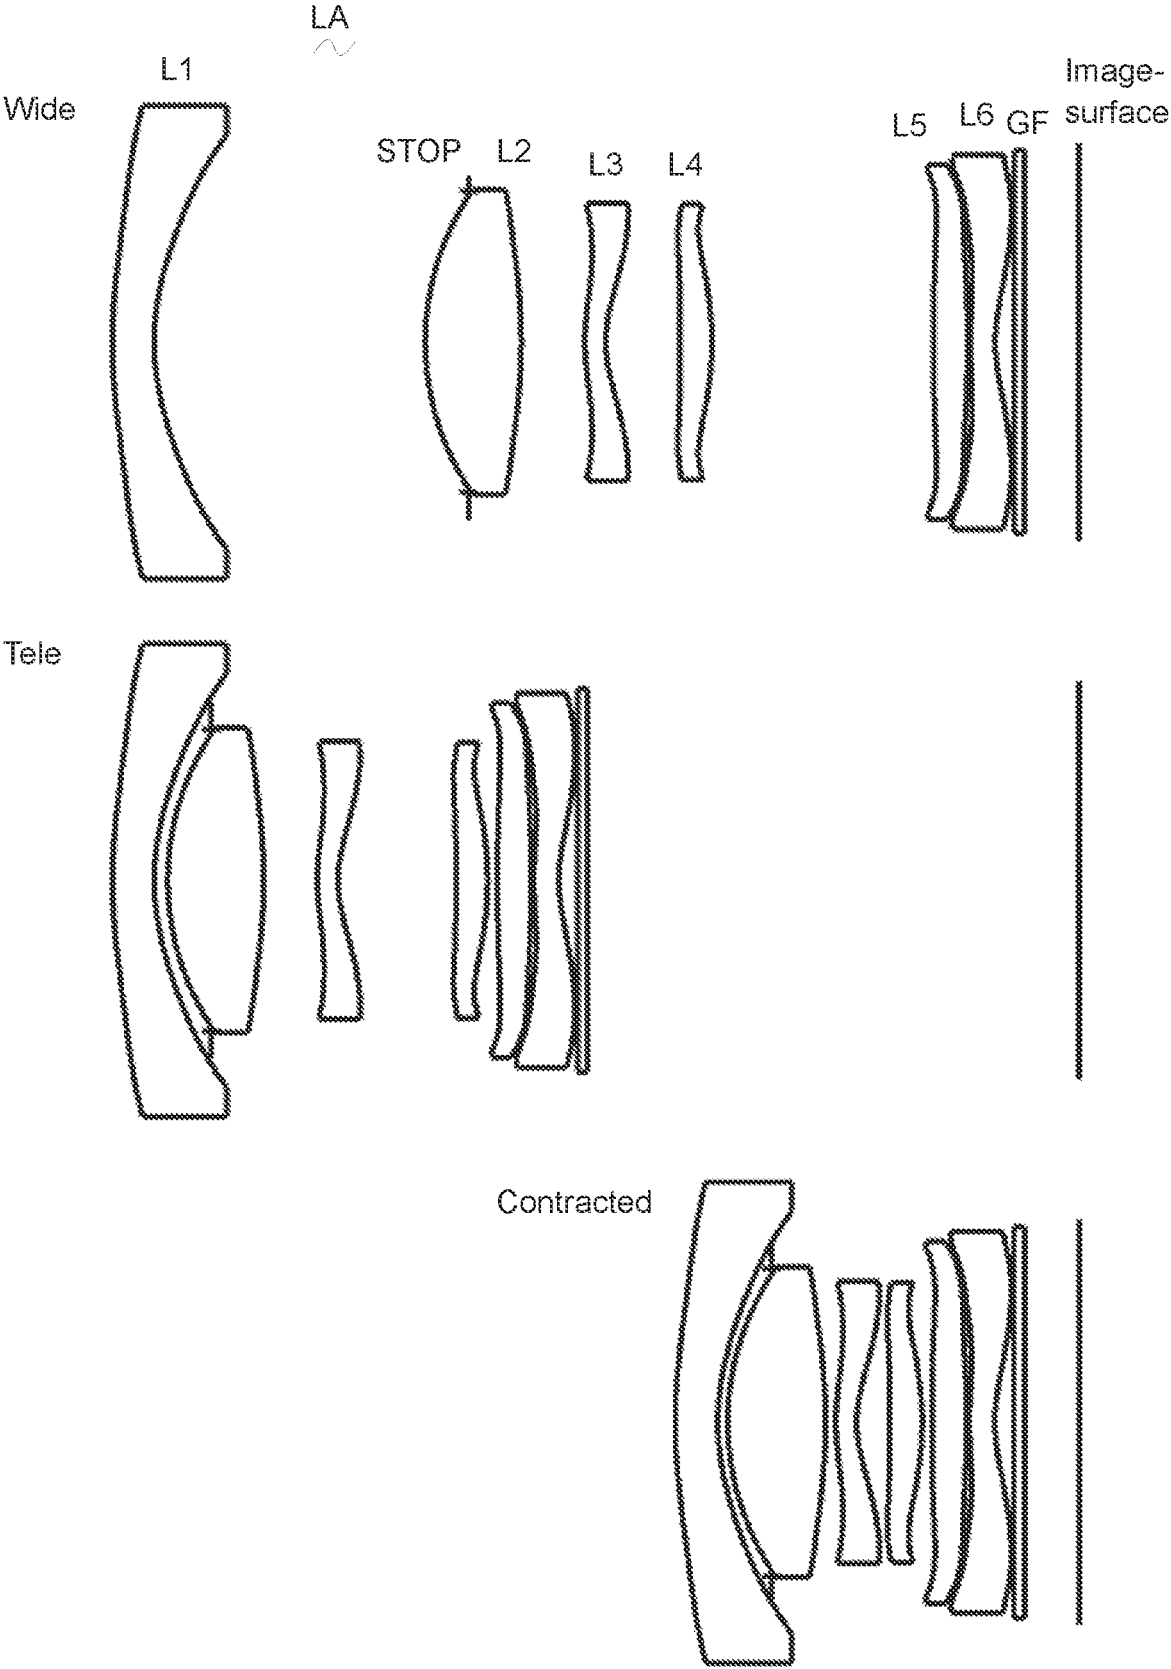 LA
L1
Wide
STOP
L2
L3
L4
L5
L6
GF
Image-
surface
Tele
Contracted